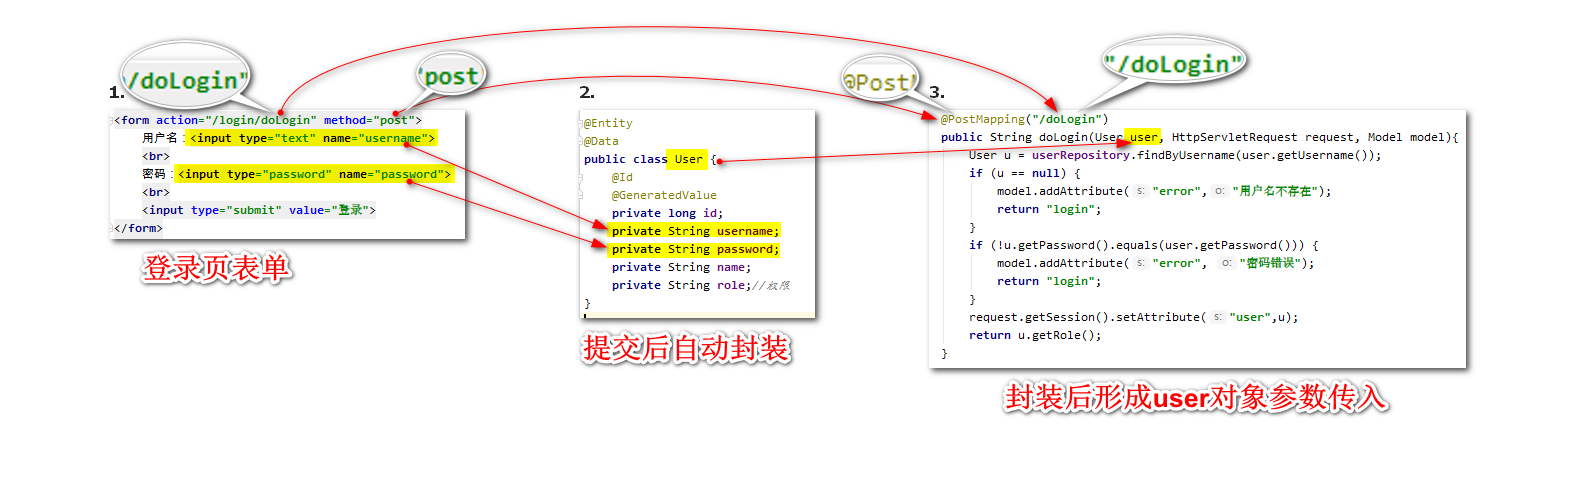 1.
/doLogin"
"post
<form action="/login/doLogin" method="post">
用户名：<input type="text" name="username">
<br>
密码：<input type="password" name="password">
<br>
<input type="submit" value="登录">
</form>
登录页表单
2.
@Entity
@Data
public class User {
@Id
@GeneratedValue
private long id;
private String username;
private String password;
private String name;
private String role;//权限
}
提交后自动封装
3.
@PostM
"/doLogin"
@PostMapping("/doLogin")
public String doLogin(User user, HttpServletRequest request, Model model){
User u = userRepository.findByUsername(user.getUsername());
if (u == null) {
model.addAttribute( s: "error", o: "用户名不存在");
return "login";
}
if (!u.getPassword().equals(user.getPassword())) {
model.addAttribute( s: "error", o: "密码错误");
return "login";
}
request.getSession().setAttribute( s: "user",u);
return u.getRole();
}
封装后形成user对象参数传入